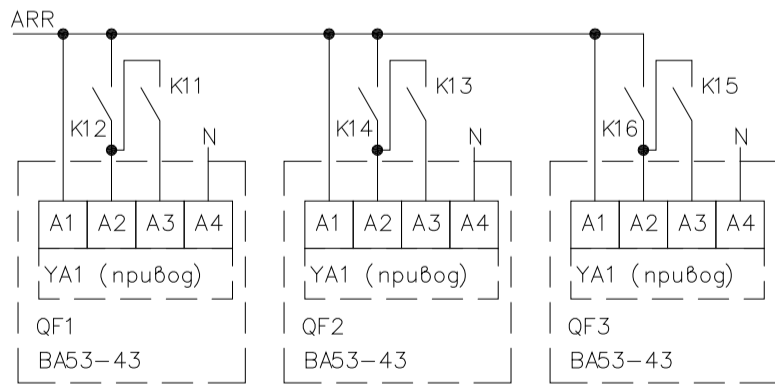 ARR
K11
K13
K15
K12
K14
K16
N
N
N
A1 A2 A3 A4
A1 A2 A3 A4
A1 A2 A3 A4
YA1 (привод)
YA1 (привод)
YA1 (привод)
QF1
QF2
QF3
ВА53-43
ВА53-43
ВА53-43